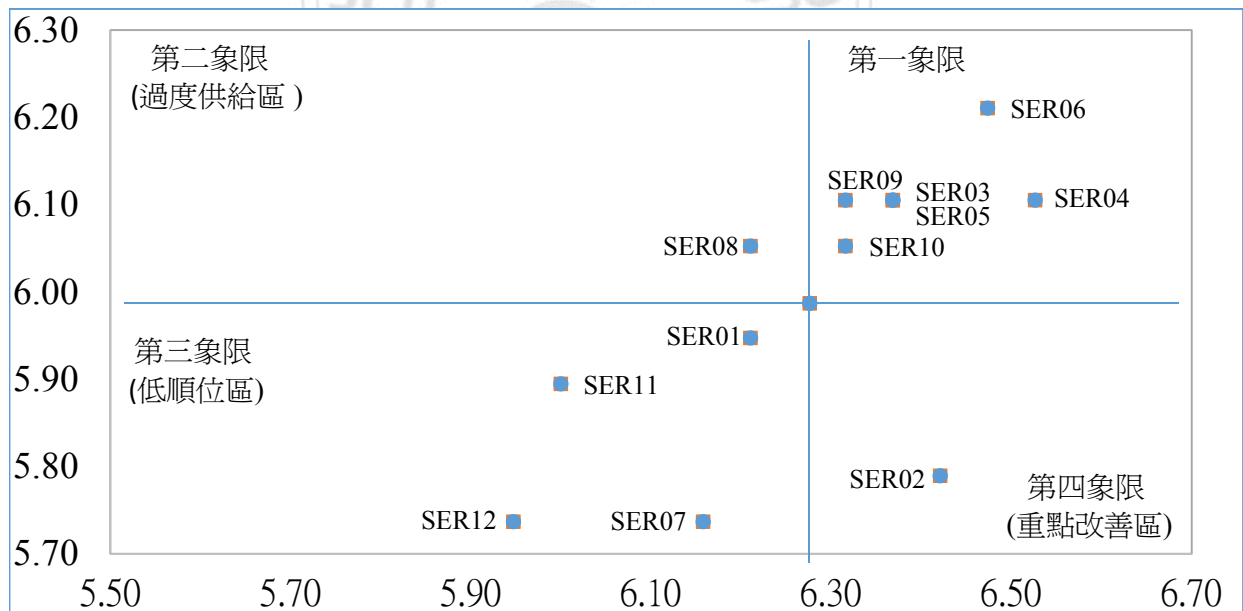 6.30
第二象限
(過度供給區 )
第一象限
6.20
SER06
6.10
SER09
SER03
SER05
SER04
SER08
SER10
6.00
SER01
第三象限
(低順位區)
5.90
SER11
5.80
SER02
第四象限
(重點改善區)
SER12
SER07
5.70
5.50 5.70 5.90 6.10 6.30 6.50 6.70